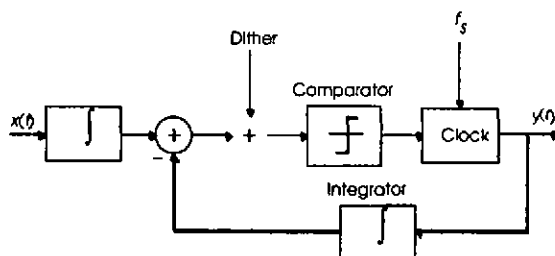 f_s
Dither
Comparator
x(t)
∫
+
+
Clock
y(t)
−
Integrator
∫